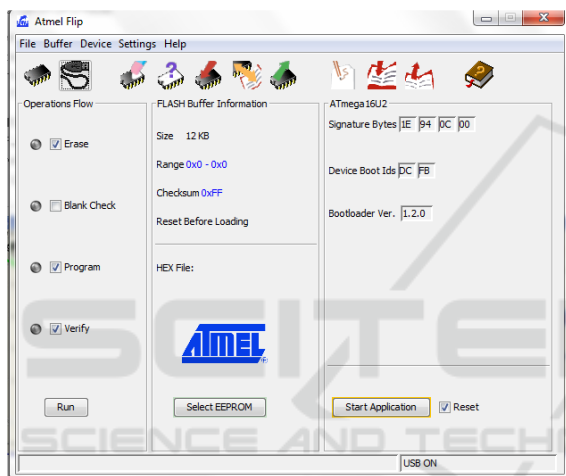 Atmel Flip
File Buffer Device Settings Help
Operations Flow
Erase
Blank Check
Program
Verify
Run
FLASH Buffer Information
Size 12 KB
Range 0x0 - 0x0
Checksum 0xFF
Reset Before Loading
HEX File:
ATMEL
Select EEPROM
ATmega16U2
Signature Bytes 1E 94 0C 00
Device Boot Ids DC FB
Bootloader Ver. 1.2.0
Start Application Reset
USB ON
SCITE
SCIENCE AND TECH